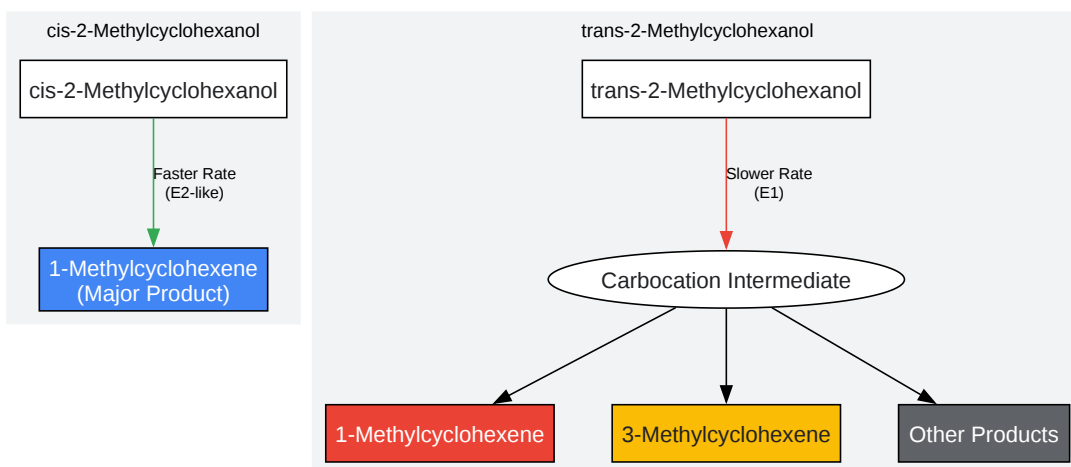 cis-2-Methylcyclohexanol
cis-2-Methylcyclohexanol
Faster Rate
(E2-like)
1-Methylcyclohexene
(Major Product)
trans-2-Methylcyclohexanol
trans-2-Methylcyclohexanol
Slower Rate
(E1)
Carbocation Intermediate
1-Methylcyclohexene
3-Methylcyclohexene
Other Products